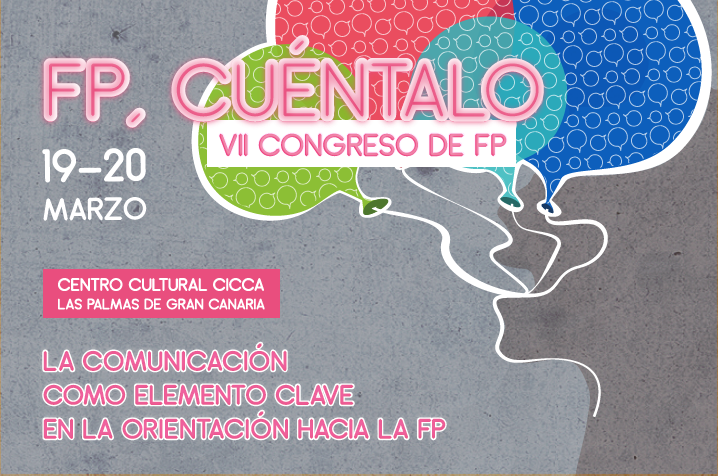 FP, CUÉNTALO
VII CONGRESO DE FP
19–20
MARZO
CENTRO CULTURAL CICCA
LAS PALMAS DE GRAN CANARIA
LA COMUNICACIÓN
COMO ELEMENTO CLAVE
EN LA ORIENTACIÓN HACIA LA FP